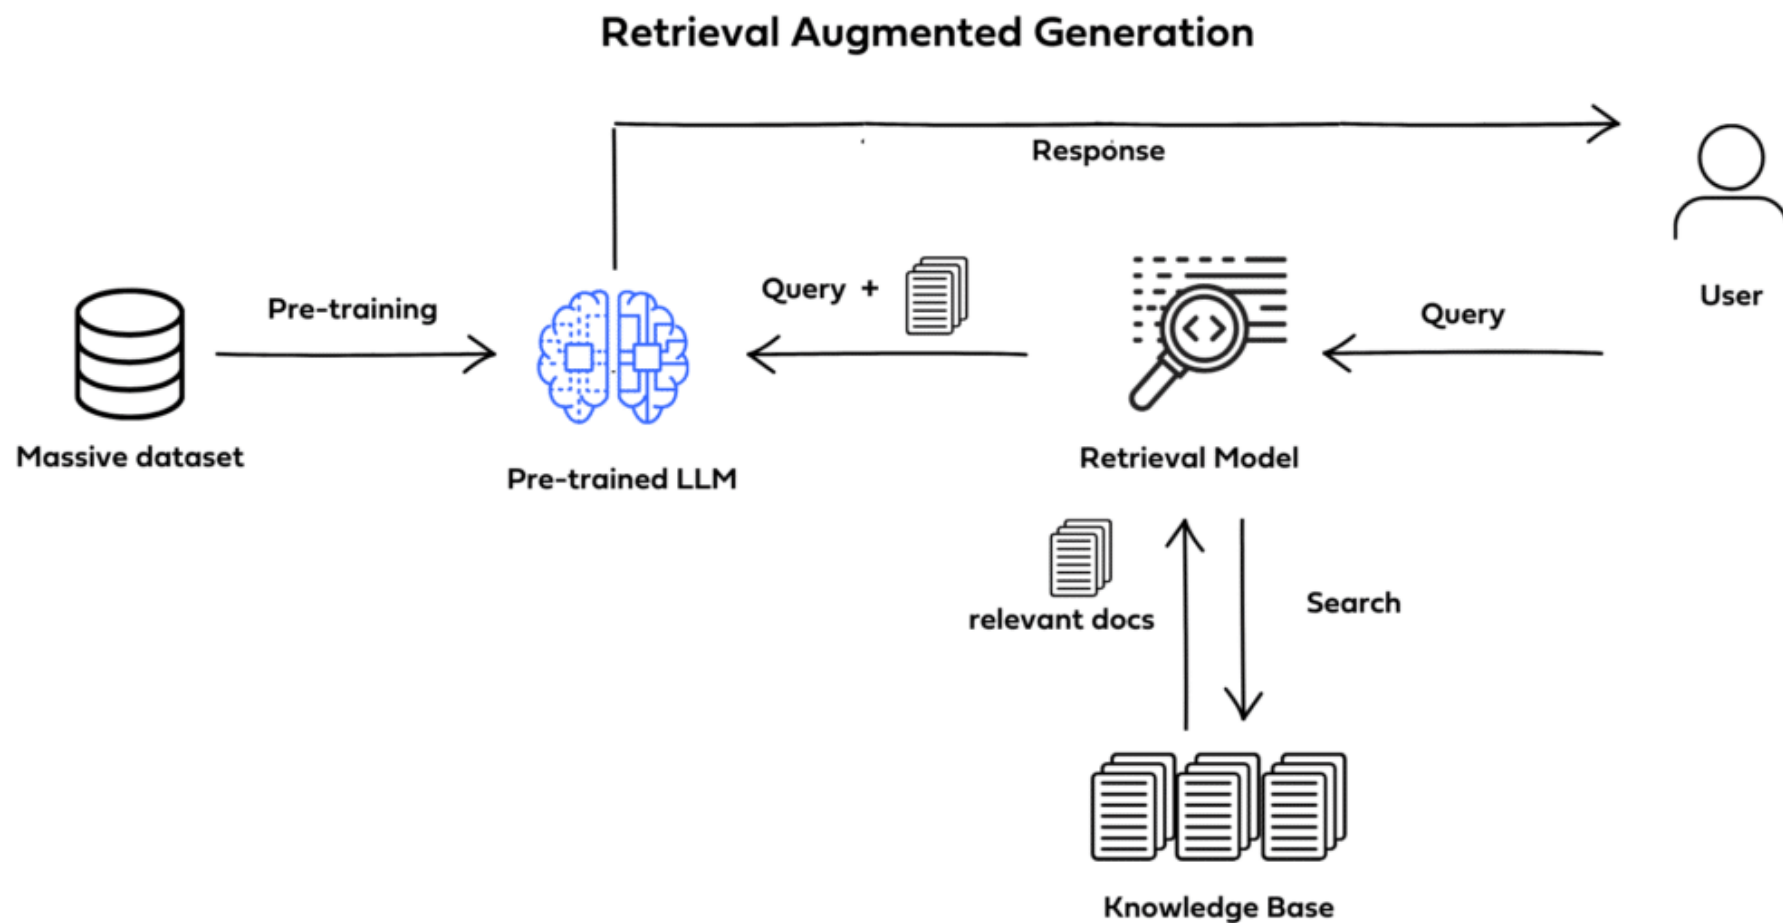 Retrieval Augmented Generation
Response
Pre-training
Query +
Query
User
Massive dataset
Pre-trained LLM
Retrieval Model
relevant docs
Search
Knowledge Base